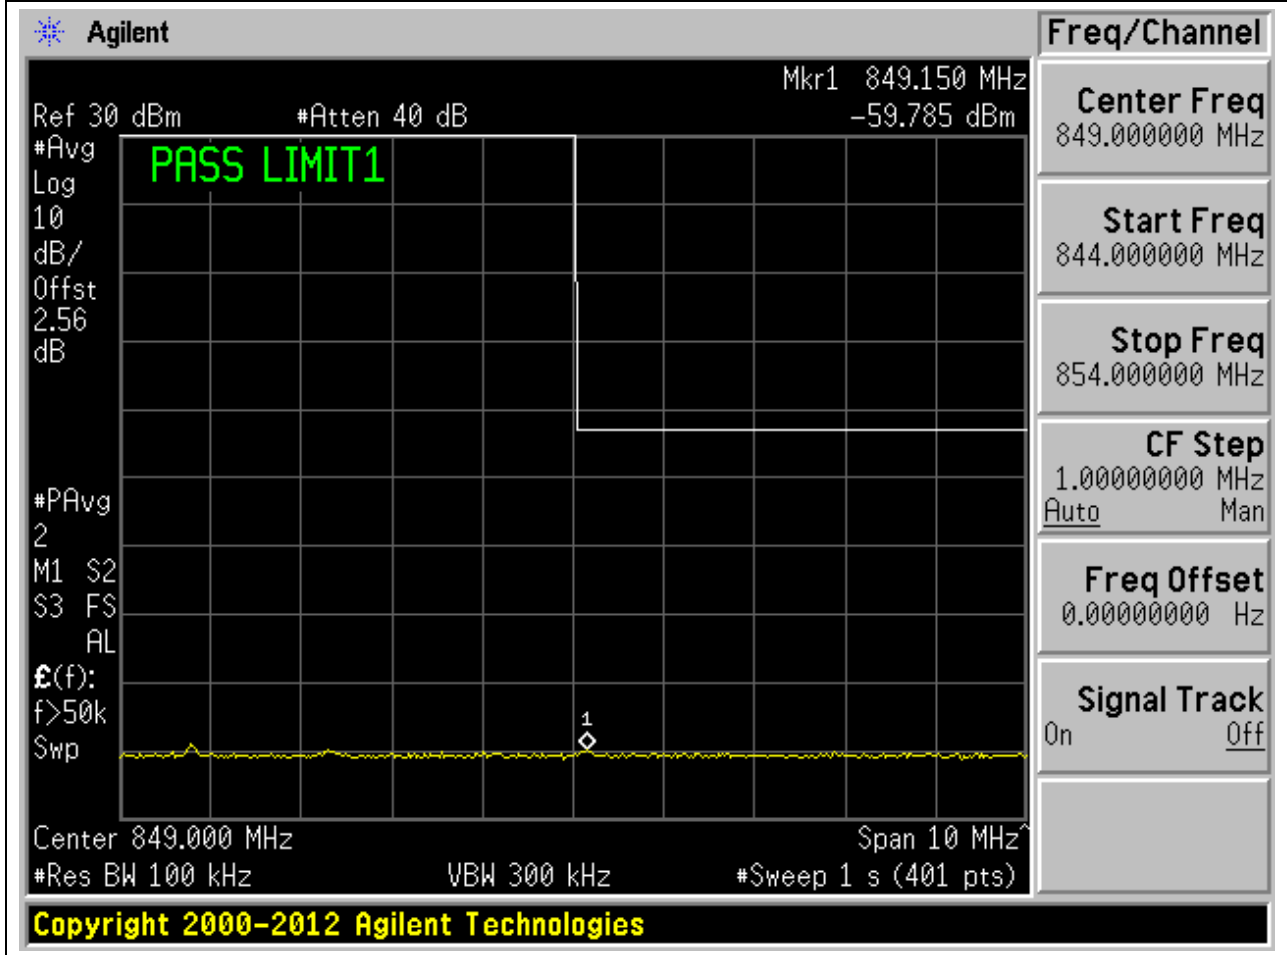 Agilent
Freq/Channel
Mkr1 849.150 MHz
Ref 30 dBm #Atten 40 dB -59.785 dBm
#Avg
Log
10
dB/
Offst
2.56
dB
PASS LIMIT1
#PAvg
2
M1 S2
S3 FS
AL
£(f):
f>50k
Swp
1
Center 849.000 MHz Span 10 MHz^
#Res BW 100 kHz VBW 300 kHz #Sweep 1 s (401 pts)
Center Freq
849.000000 MHz
Start Freq
844.000000 MHz
Stop Freq
854.000000 MHz
CF Step
1.00000000 MHz
Auto Man
Freq Offset
0.00000000 Hz
Signal Track
On Off
Copyright 2000-2012 Agilent Technologies